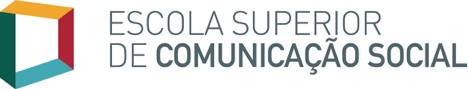 ESCOLA SUPERIOR
DE COMUNICAÇÃO SOCIAL